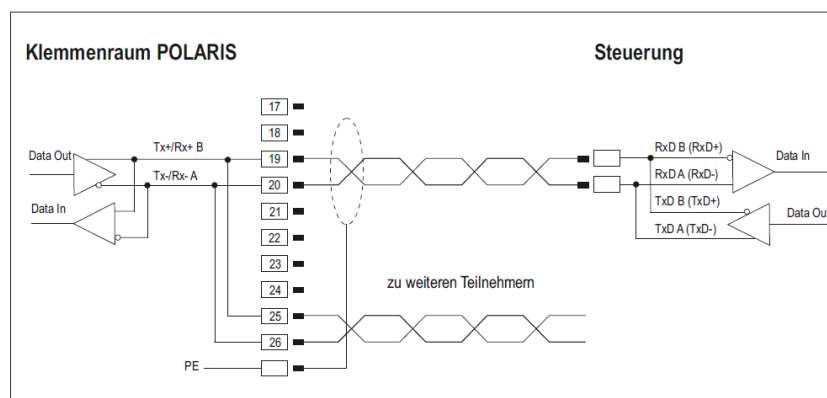 Klemmenraum POLARIS
Steuerung
17
18
Data Out
Tx+/Rx+ B
19
RxD B (RxD+)
Data In
Tx-/Rx- A
20
RxD A (RxD-)
Data In
21
TxD B (TxD+)
Data Out
22
TxD A (TxD-)
23
24
zu weiteren Teilnehmern
25
26
PE